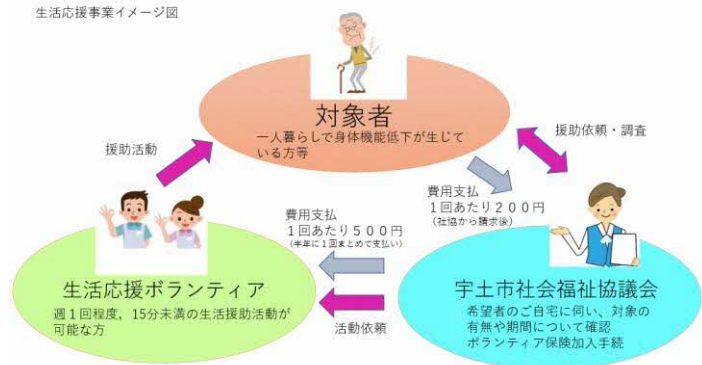 生活応援事業イメージ図
対象者
一人暮らしで身体機能低下が生じて
いる方等
援助活動
援助依頼・調査
費用支払
1回あたり200円
(社協から請求後)
費用支払
1回あたり500円
(半年に1回まとめて支払い)
生活応援ボランティア
週1回程度,15分未満の生活援助活動が
可能な方
活動依頼
宇土市社会福祉協議会
希望者のご自宅に伺い、対象の
有無や期間について確認
ボランティア保険加入手続